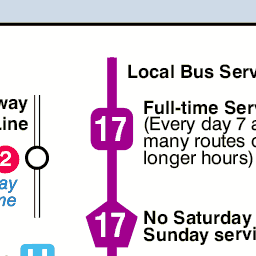 Local Bus Serv
way
Line
2
ay
me
17
Full-time Serv
(Every day 7 a
many routes o
longer hours)
17
No Saturday
Sunday servi